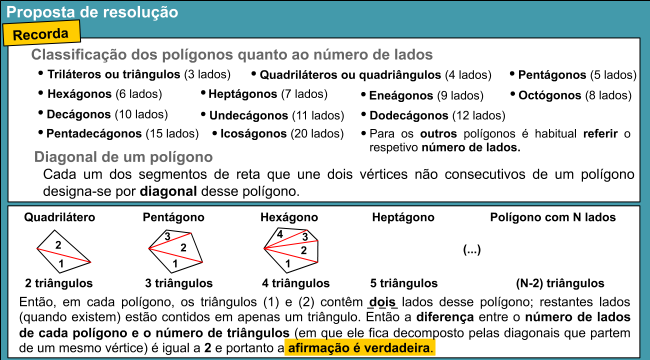 Proposta de resolução
Recorda
Classificação dos polígonos quanto ao número de lados
• Triláteros ou triângulos (3 lados) • Quadriláteros ou quadriângulos (4 lados) • Pentágonos (5 lados)
• Hexágonos (6 lados) • Heptágonos (7 lados) • Eneágonos (9 lados) • Octógonos (8 lados)
• Decágonos (10 lados) • Undecágonos (11 lados) • Dodecágonos (12 lados)
• Pentadecágonos (15 lados) • Icoságonos (20 lados) • Para os outros polígonos é habitual referir o
respetivo número de lados.
Diagonal de um polígono
Cada um dos segmentos de reta que une dois vértices não consecutivos de um polígono
designa-se por diagonal desse polígono.
Quadrilátero Pentágono Hexágono Heptágono Polígono com N lados
2 1
3 2 1
4 3 2 1
(...)
2 triângulos 3 triângulos 4 triângulos 5 triângulos (N-2) triângulos
Então, em cada polígono, os triângulos (1) e (2) contêm dois lados desse polígono; restantes lados
(quando existem) estão contidos em apenas um triângulo. Então a diferença entre o número de lados
de cada polígono e o número de triângulos (em que ele fica decomposto pelas diagonais que partem
de um mesmo vértice) é igual a 2 e portanto a afirmação é verdadeira.